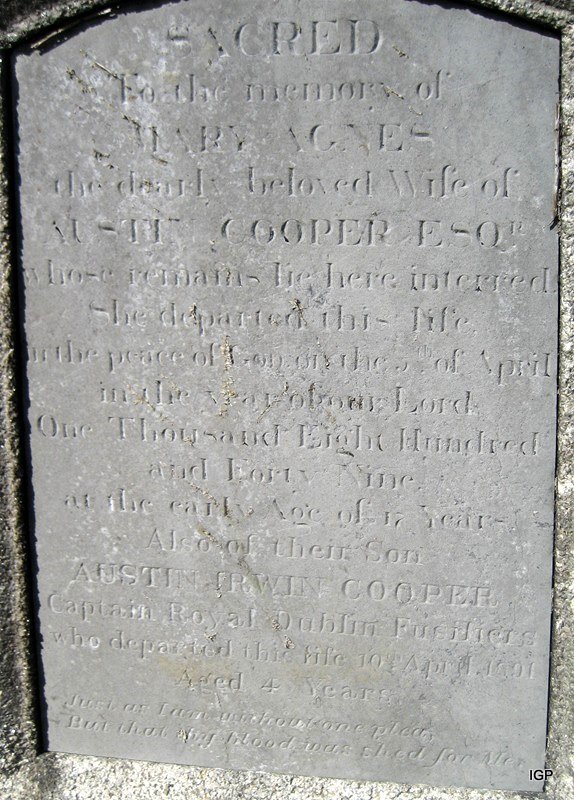 SACRED
To the memory of
MARY AGNES
the dearly beloved Wife of
AUSTIN COOPER ESQR
whose remains lie here interred
She departed this life,
in the peace of God on the th of April
in the year of our Lord
One Thousand Eight Hundred
and Forty Nine,
at the early Age of Years
Also of their Son
AUSTIN IRWIN COOPER
Captain Royal Dublin Fusiliers
who departed this life 10th April,
Aged Years
Just as I am without one plea,
But that thy blood was shed for Me.
IGP